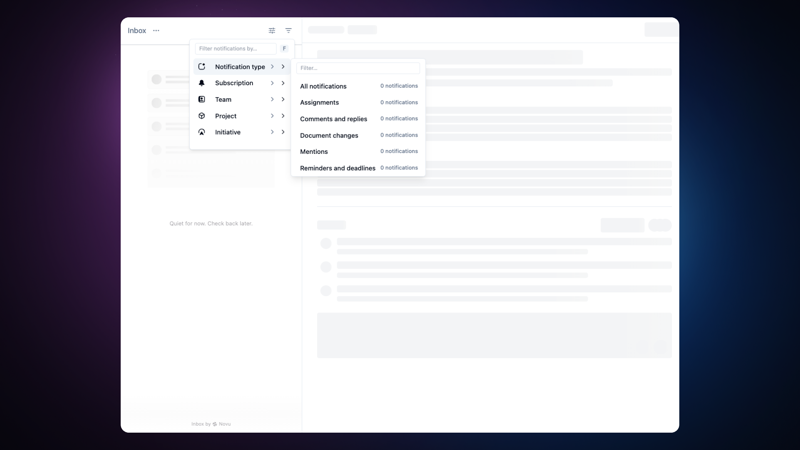 Inbox
Filter notifications by...
F
Notification type
Subscription
Team
Project
Initiative
Filter...
All notifications 0 notifications
Assignments 0 notifications
Comments and replies 0 notifications
Document changes 0 notifications
Mentions 0 notifications
Reminders and deadlines 0 notifications
Quiet for now. Check back later.
Inbox by Nova